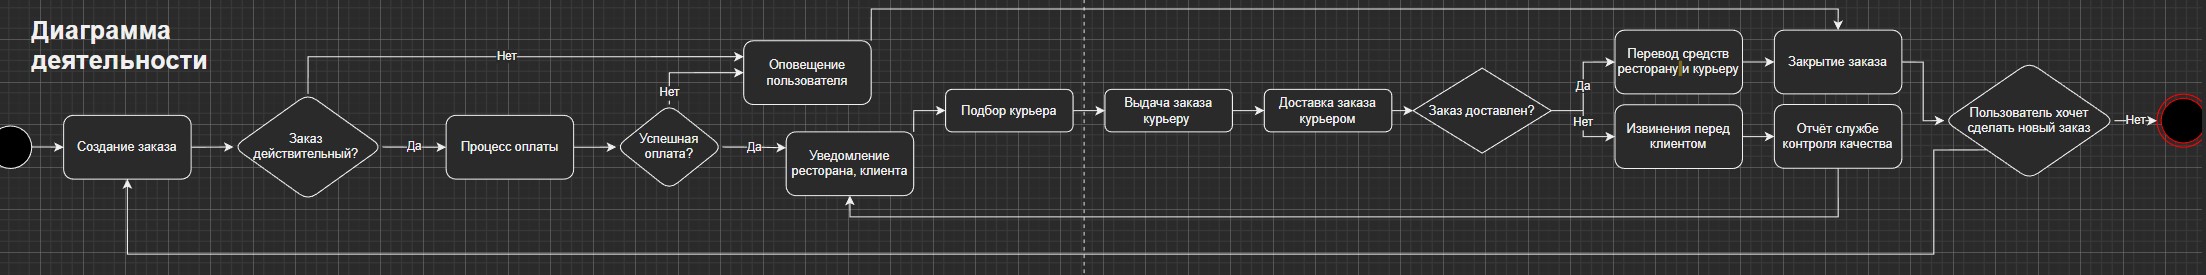 Диаграмма
деятельности
Создание заказа
Заказ
действительный?
Нет
Да
Процесс оплаты
Успешная
оплата?
Нет
Да
Оповещение
пользователя
Уведомление
ресторана, клиента
Подбор курьера
Выдача заказа
курьеру
Доставка заказа
курьером
Заказ доставлен?
Да
Нет
Перевод средств
ресторану и курьеру
Извинения перед
клиентом
Закрытие заказа
Отчёт службе
контроля качества
Пользователь хочет
сделать новый заказ
Нет